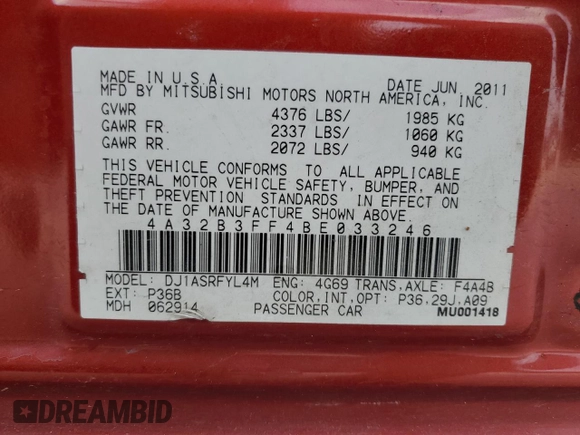 MADE IN U.S.A. DATE JUN. 2011
MFD BY MITSUBISHI MOTORS NORTH AMERICA, INC.
GVWR 4376 LBS/ 1985 KG
GAWR FR. 2337 LBS/ 1060 KG
GAWR RR. 2072 LBS/ 940 KG
THIS VEHICLE CONFORMS TO ALL APPLICABLE
FEDERAL MOTOR VEHICLE SAFETY, BUMPER, AND
THEFT PREVENTION STANDARDS IN EFFECT ON
THE DATE OF MANUFACTURE SHOWN ABOVE.
4A32B3FF4BE033246
MODEL: DJ1ASRFYL4M ENG: 4G69 TRANS,AXLE: F4A4B
EXT: P36B COLOR,INT,OPT: P36.29J.A09
MDH 062914 PASSENGER CAR MU001418
DREAMBID